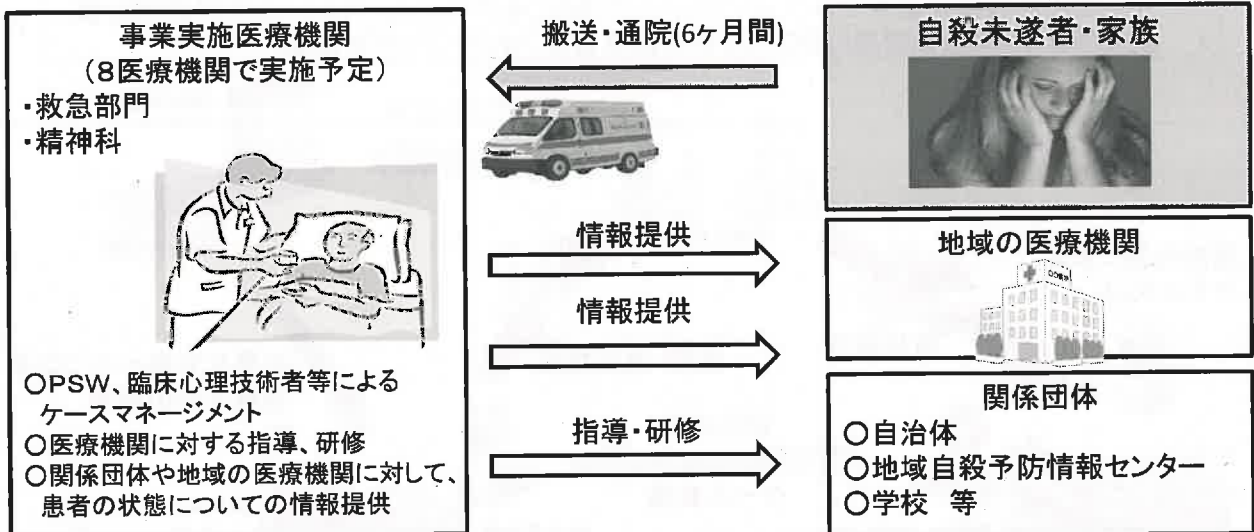 事業実施医療機関
(8医療機関で実施予定)
・救急部門
・精神科
○PSW、臨床心理技術者等による
ケースマネージメント
○医療機関に対する指導、研修
○関係団体や地域の医療機関に対して、
患者の状態についての情報提供
搬送・通院(6ヶ月間)
情報提供
情報提供
指導・研修
自殺未遂者・家族
地域の医療機関
関係団体
○自治体
○地域自殺予防情報センター
○学校 等